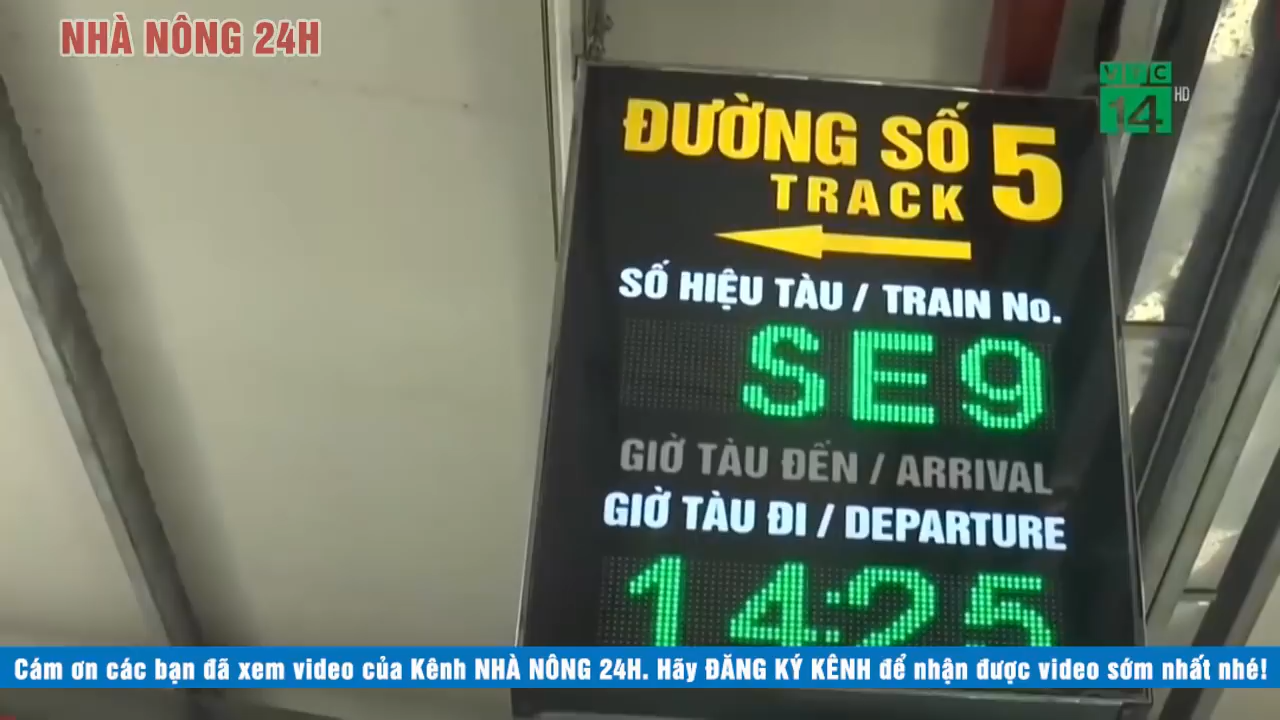 NHÀ NÔNG 24H
VTC
14
HD
ĐƯỜNG SỐ 5
TRACK
SỐ HIỆU TÀU / TRAIN No.
SE9
GIỜ TÀU ĐẾN / ARRIVAL
GIỜ TÀU ĐI / DEPARTURE
14:25
Cám ơn các bạn đã xem video của Kênh NHÀ NÔNG 24H. Hãy ĐĂNG KÝ KÊNH để nhận được video sớm nhất nhé!